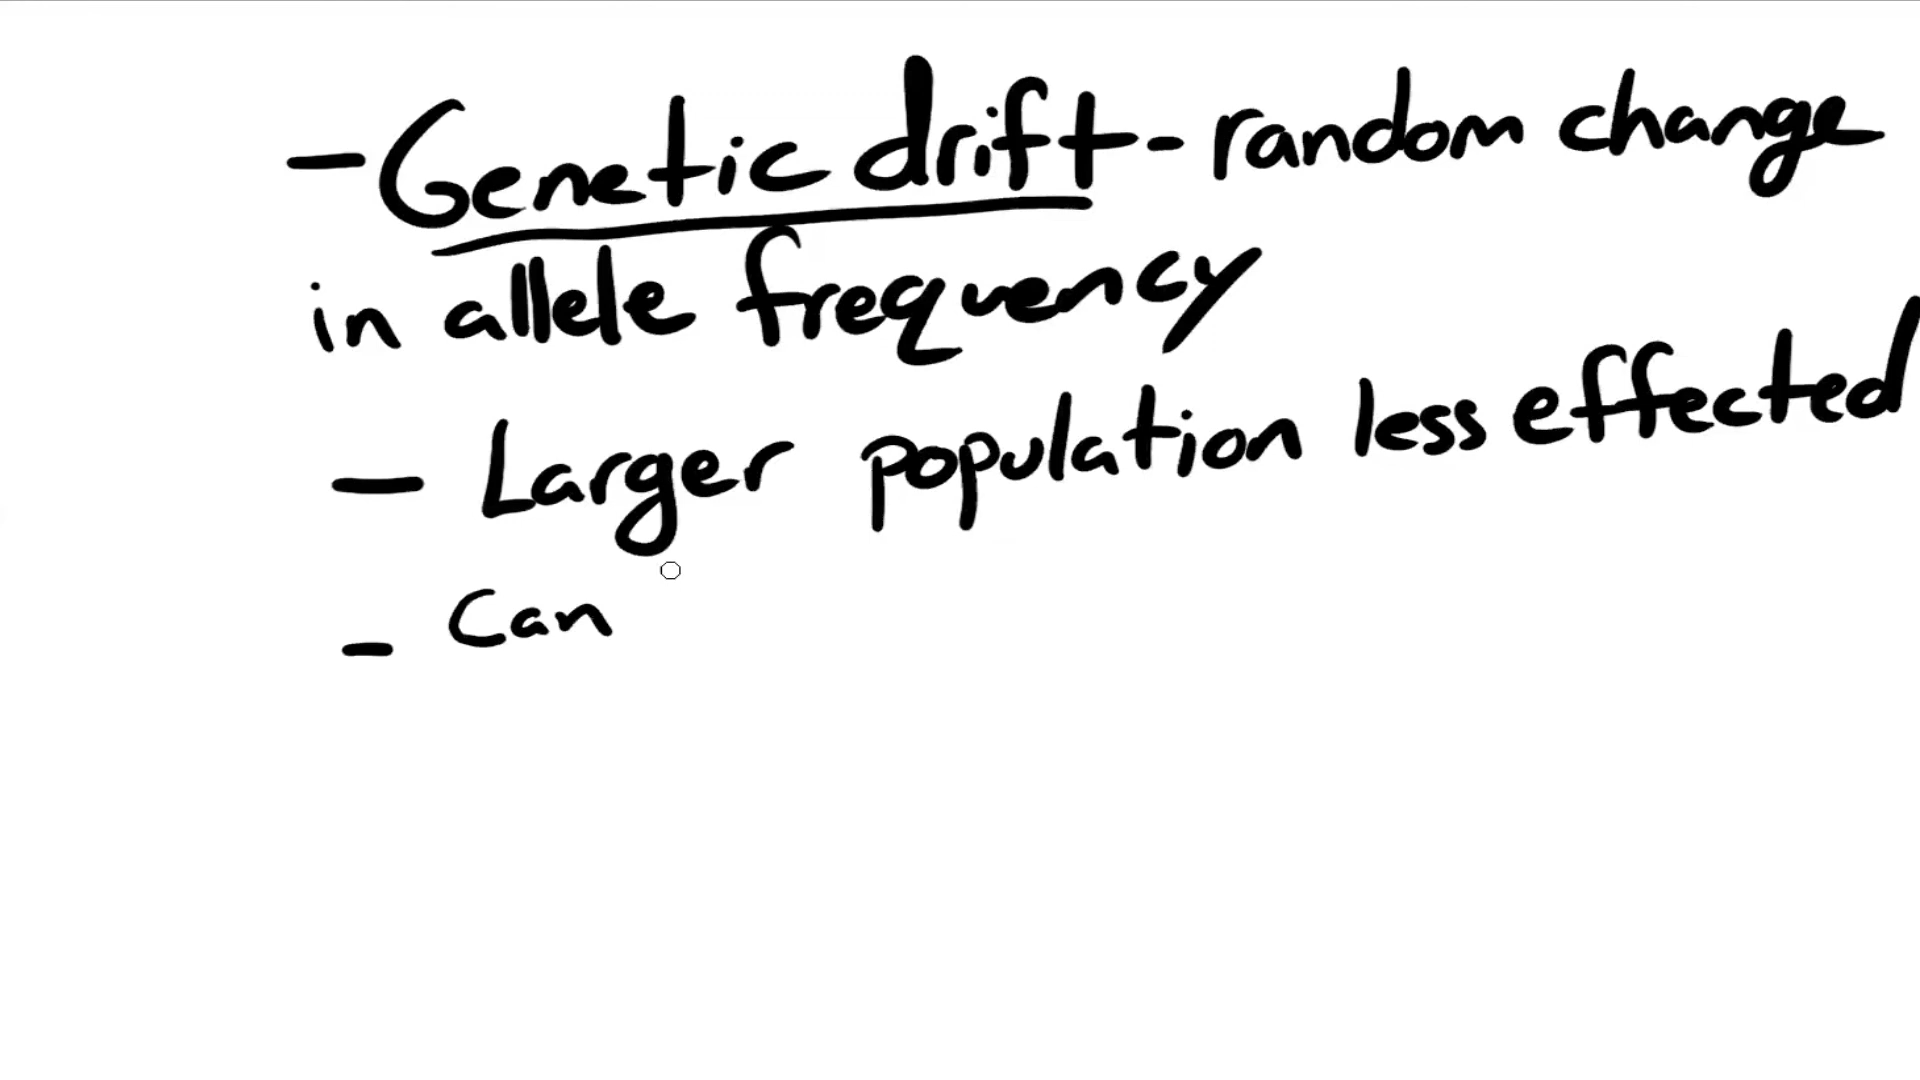 - Genetic drift - random change
in allele frequency
- Larger population less effected
- Can